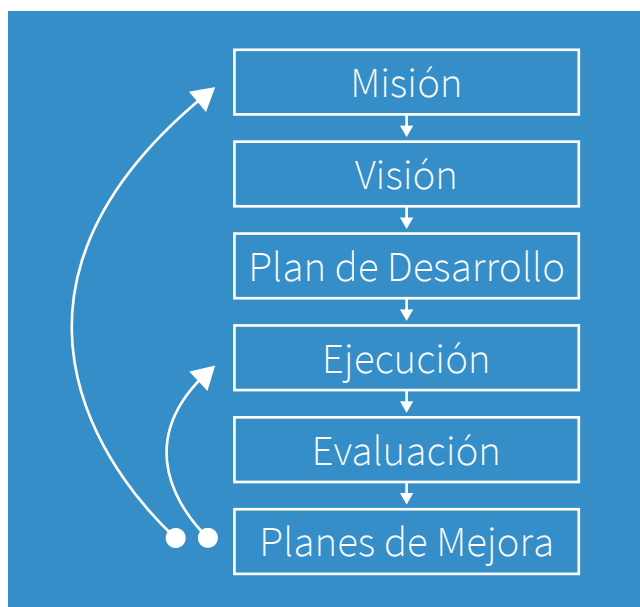 Misión
Visión
Plan de Desarrollo
Ejecución
Evaluación
Planes de Mejora